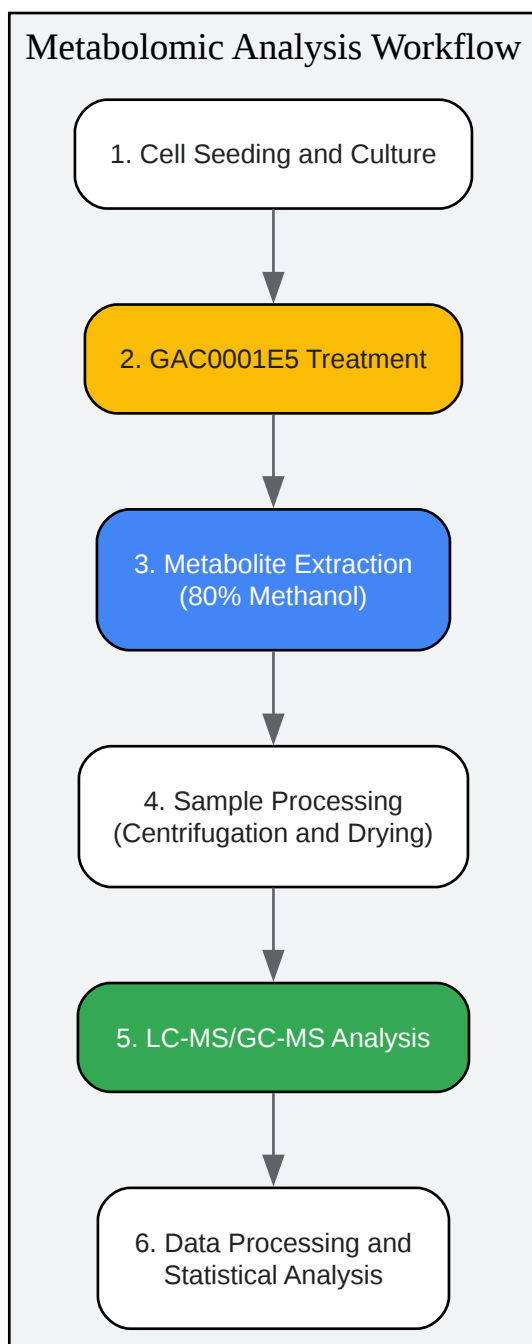 Metabolomic Analysis Workflow
1. Cell Seeding and Culture
2. GAC0001E5 Treatment
3. Metabolite Extraction
(80% Methanol)
4. Sample Processing
(Centrifugation and Drying)
5. LC-MS/GC-MS Analysis
6. Data Processing and
Statistical Analysis